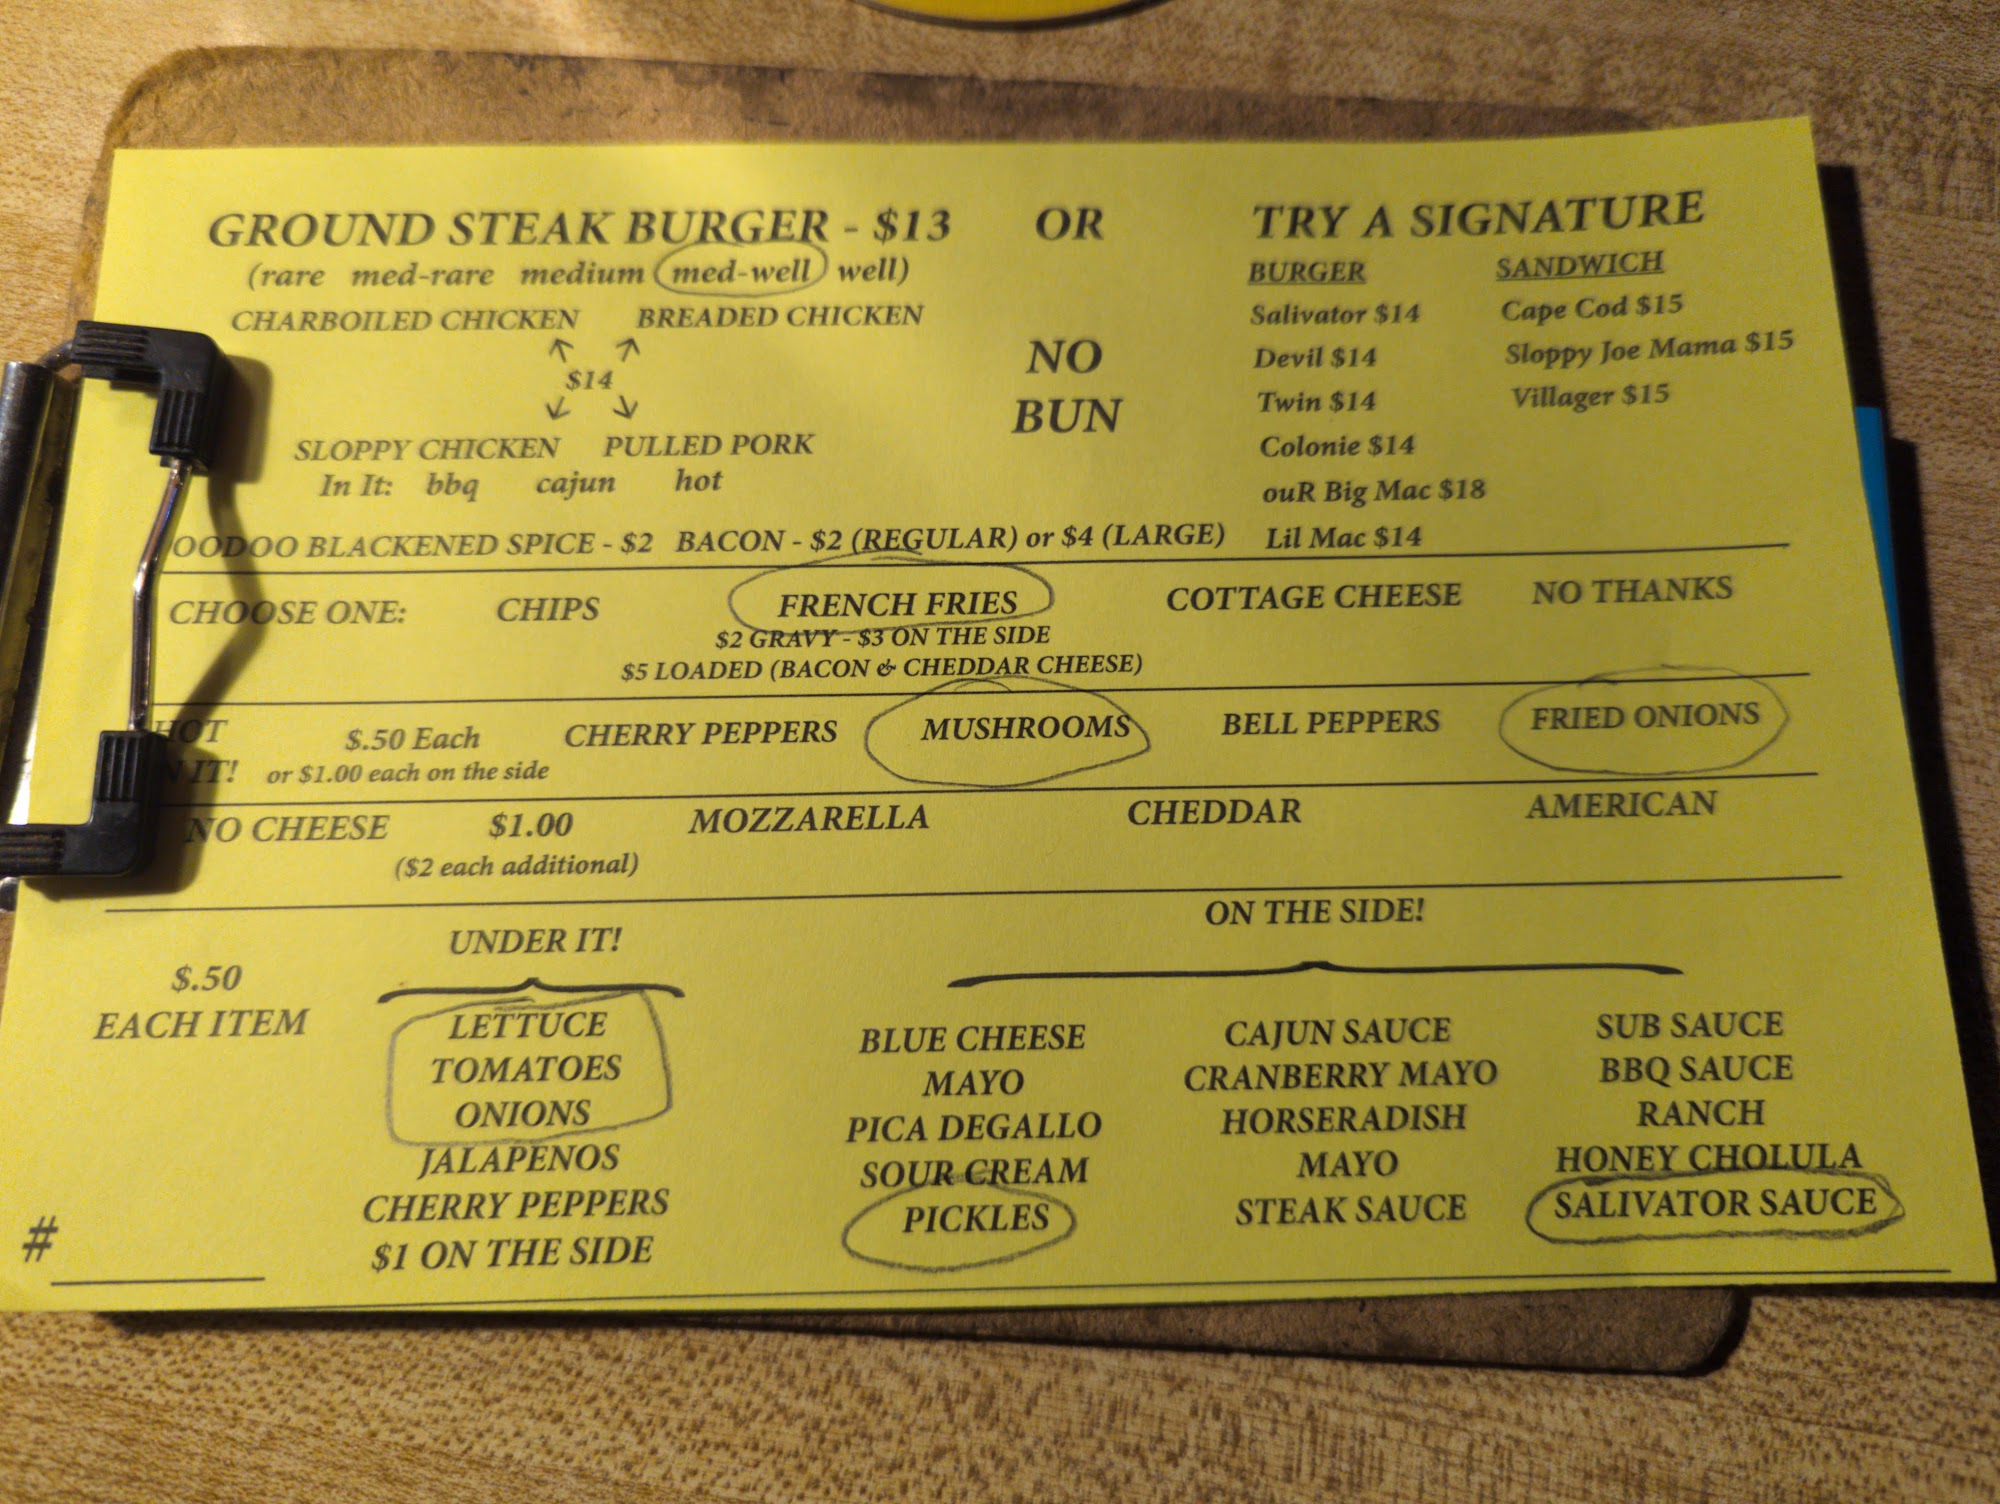 GROUND STEAK BURGER - $13
(rare med-rare medium med-well well)
CHARBOILED CHICKEN BREADED CHICKEN
$14
SLOPPY CHICKEN PULLED PORK
In It: bbq cajun hot
OODOO BLACKENED SPICE - $2 BACON - $2 (REGULAR) or $4 (LARGE)
OR
NO
BUN
TRY A SIGNATURE
BURGER
Salivator $14
Devil $14
Twin $14
Colonie $14
ouR Big Mac $18
Lil Mac $14
SANDWICH
Cape Cod $15
Sloppy Joe Mama $15
Villager $15
CHOOSE ONE: CHIPS FRENCH FRIES COTTAGE CHEESE NO THANKS
$2 GRAVY - $3 ON THE SIDE
$5 LOADED (BACON & CHEDDAR CHEESE)
HOT $.50 Each CHERRY PEPPERS MUSHROOMS BELL PEPPERS FRIED ONIONS
N IT! or $1.00 each on the side
NO CHEESE $1.00 MOZZARELLA CHEDDAR AMERICAN
($2 each additional)
$.50
EACH ITEM
UNDER IT!
LETTUCE
TOMATOES
ONIONS
JALAPENOS
CHERRY PEPPERS
$1 ON THE SIDE
ON THE SIDE!
BLUE CHEESE
MAYO
PICA DEGALLO
SOUR CREAM
PICKLES
CAJUN SAUCE
CRANBERRY MAYO
HORSERADISH
MAYO
STEAK SAUCE
SUB SAUCE
BBQ SAUCE
RANCH
HONEY CHOLULA
SALIVATOR SAUCE
#